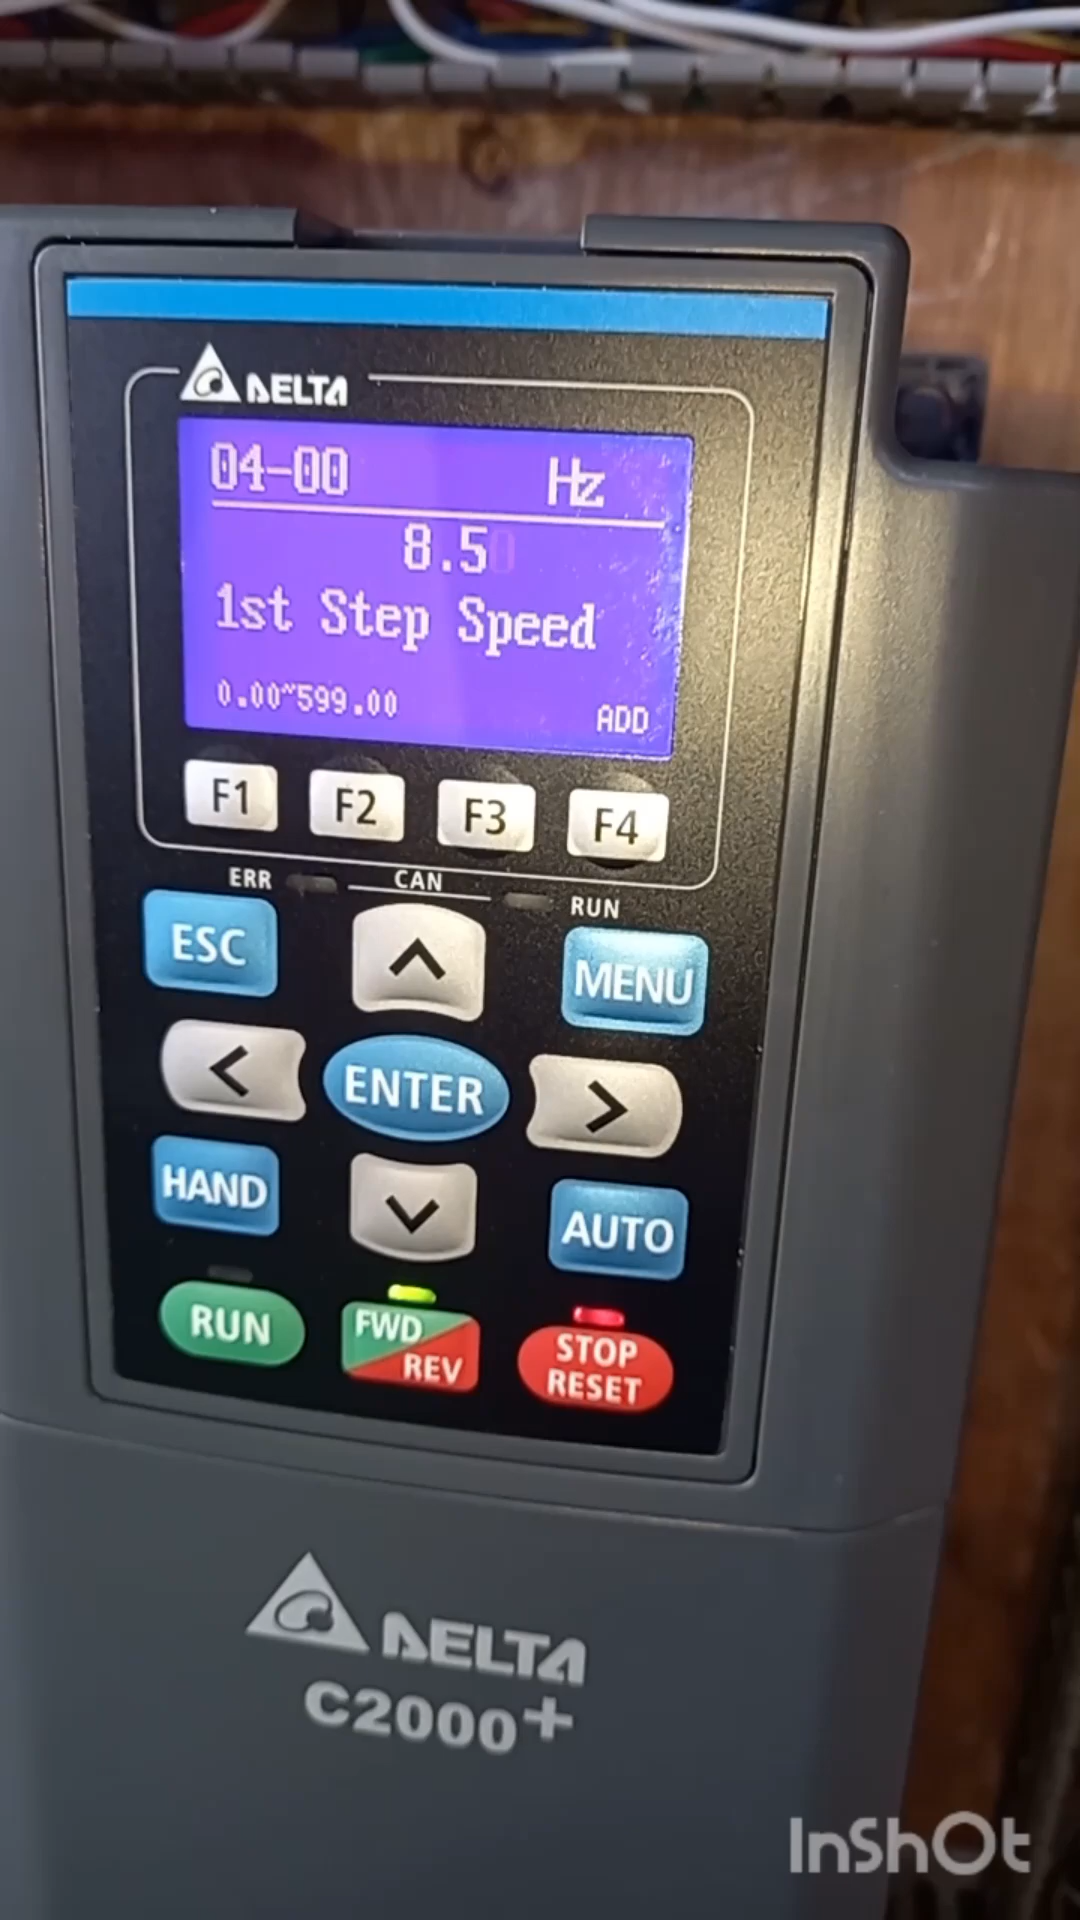 DELTA
04-00 Hz
8.50
1st Step Speed
0.00~599.00 ADD
F1 F2 F3 F4
ERR CAN RUN
ESC MENU
ENTER
HAND AUTO
RUN FWD REV STOP RESET
DELTA
C2000+
InShOt